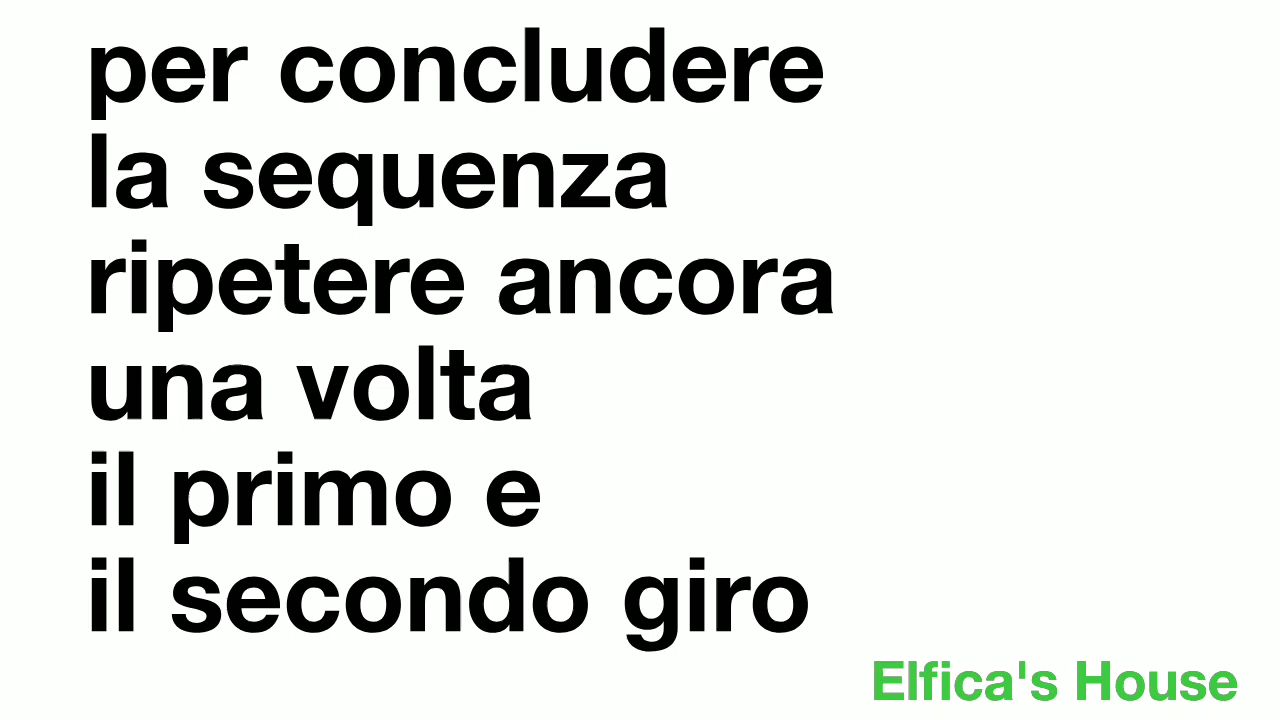 per concludere
la sequenza
ripetere ancora
una volta
il primo e
il secondo giro
Elfica's House